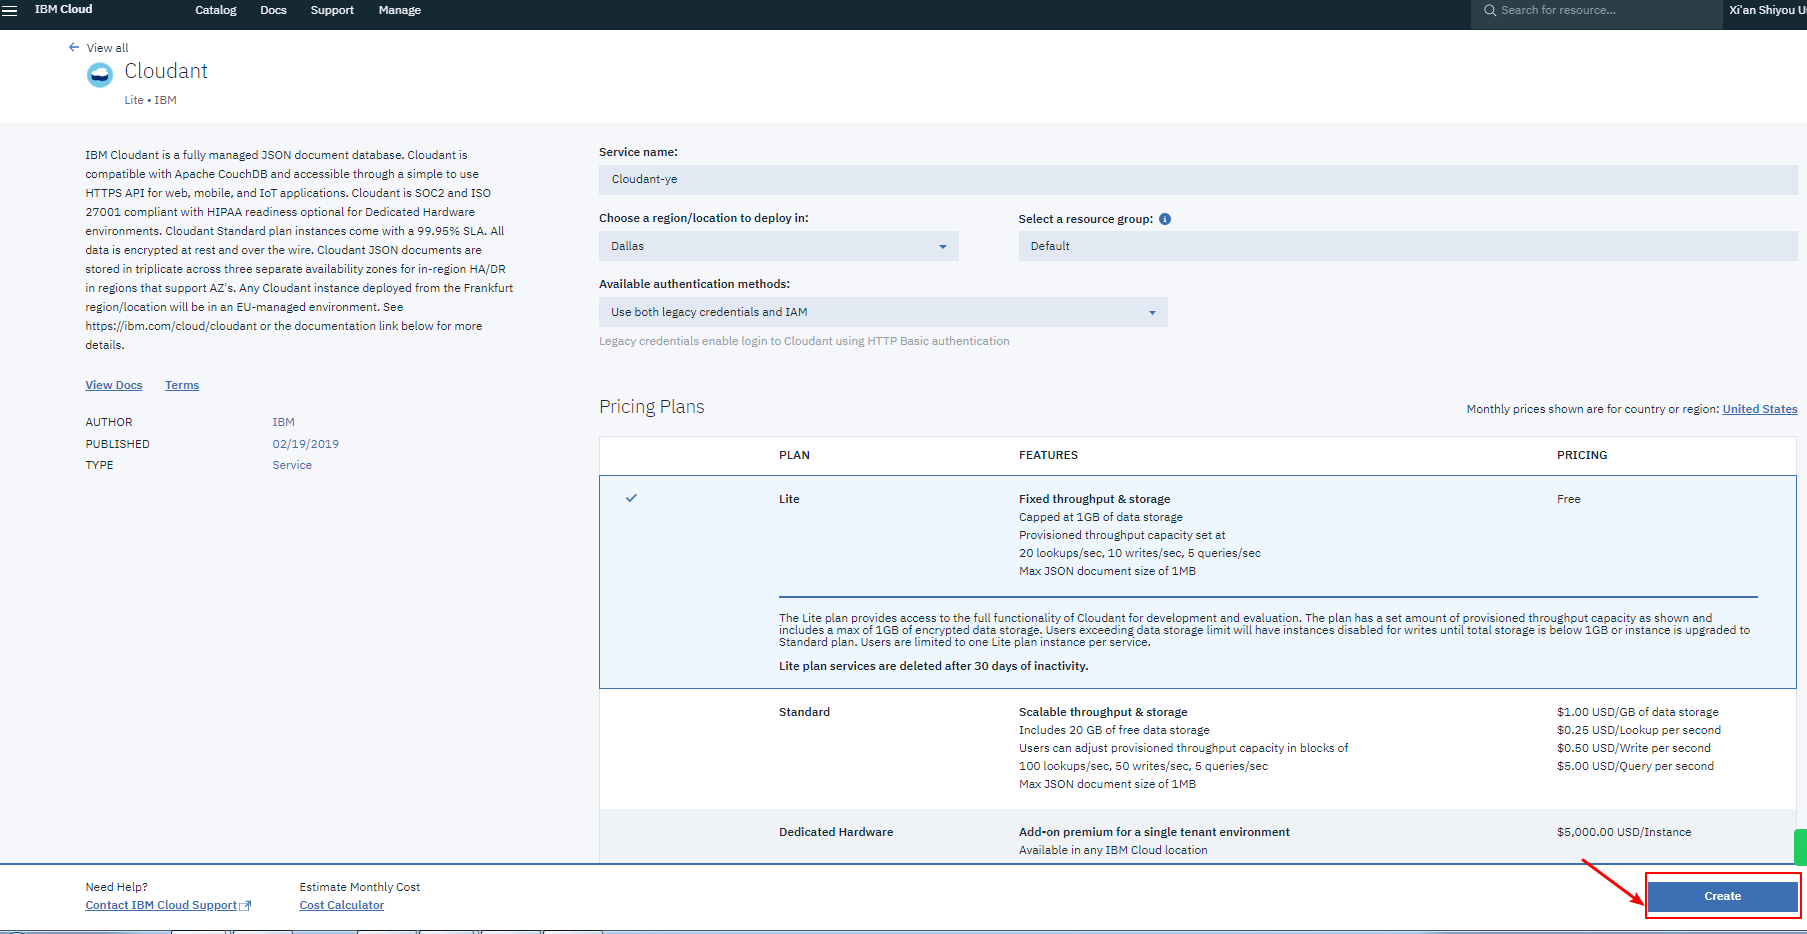 IBM Cloud
Catalog
Docs
Support
Manage
Search for resource...
Xi'an Shiyou
View all
Cloudant
Lite • IBM
IBM Cloudant is a fully managed JSON document database. Cloudant is
compatible with Apache CouchDB and accessible through a simple to use
HTTPS API for web, mobile, and IoT applications. Cloudant is SOC2 and ISO
27001 compliant with HIPAA readiness optional for Dedicated Hardware
environments. Cloudant Standard plan instances come with a 99.95% SLA. All
data is encrypted at rest and over the wire. Cloudant JSON documents are
stored in triplicate across three separate availability zones for in-region HA/DR
in regions that support AZ's. Any Cloudant instance deployed from the Frankfurt
region/location will be in an EU-managed environment. See
https://ibm.com/cloud/cloudant or the documentation link below for more
details.
View Docs
Terms
AUTHOR
IBM
PUBLISHED
02/19/2019
TYPE
Service
Service name:
Cloudant-ye
Choose a region/location to deploy in:
Dallas
Select a resource group:
Default
Available authentication methods:
Use both legacy credentials and IAM
Legacy credentials enable login to Cloudant using HTTP Basic authentication
Pricing Plans
Monthly prices shown are for country or region: United States
PLAN
FEATURES
PRICING
Lite
Fixed throughput & storage
Free
Capped at 1GB of data storage
Provisioned throughput capacity set at
20 lookups/sec, 10 writes/sec, 5 queries/sec
Max JSON document size of 1MB
The Lite plan provides access to the full functionality of Cloudant for development and evaluation. The plan has a set amount of provisioned throughput capacity as shown and
includes a max of 1GB of encrypted data storage. Users exceeding data storage limit will have instances disabled for writes until total storage is below 1GB or instance is upgraded to
Standard plan. Users are limited to one Lite plan instance per service.
Lite plan services are deleted after 30 days of inactivity.
Standard
Scalable throughput & storage
Includes 20 GB of free data storage
Users can adjust provisioned throughput capacity in blocks of
100 lookups/sec, 50 writes/sec, 5 queries/sec
Max JSON document size of 1MB
$1.00 USD/GB of data storage
$0.25 USD/Lookup per second
$0.50 USD/Write per second
$5.00 USD/Query per second
Dedicated Hardware
Add-on premium for a single tenant environment
Available in any IBM Cloud location
$5,000.00 USD/Instance
Need Help?
Contact IBM Cloud Support
Estimate Monthly Cost
Cost Calculator
Create